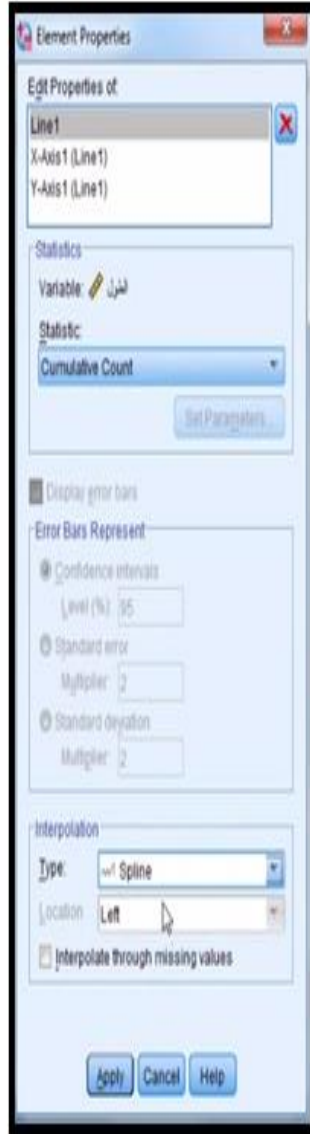 Element Properties
Edit Properties of:
Line1
X-Axis1 (Line1)
Y-Axis1 (Line1)
Statistics
Variable: الطول
Statistic:
Cumulative Count
Set Parameters...
Display error bars
Error Bars Represent
Confidence intervals
Level (%): 95
Standard error
Multiplier: 2
Standard deviation
Multiplier: 2
Interpolation
Type: Spline
Location: Left
Interpolate through missing values
Apply Cancel Help